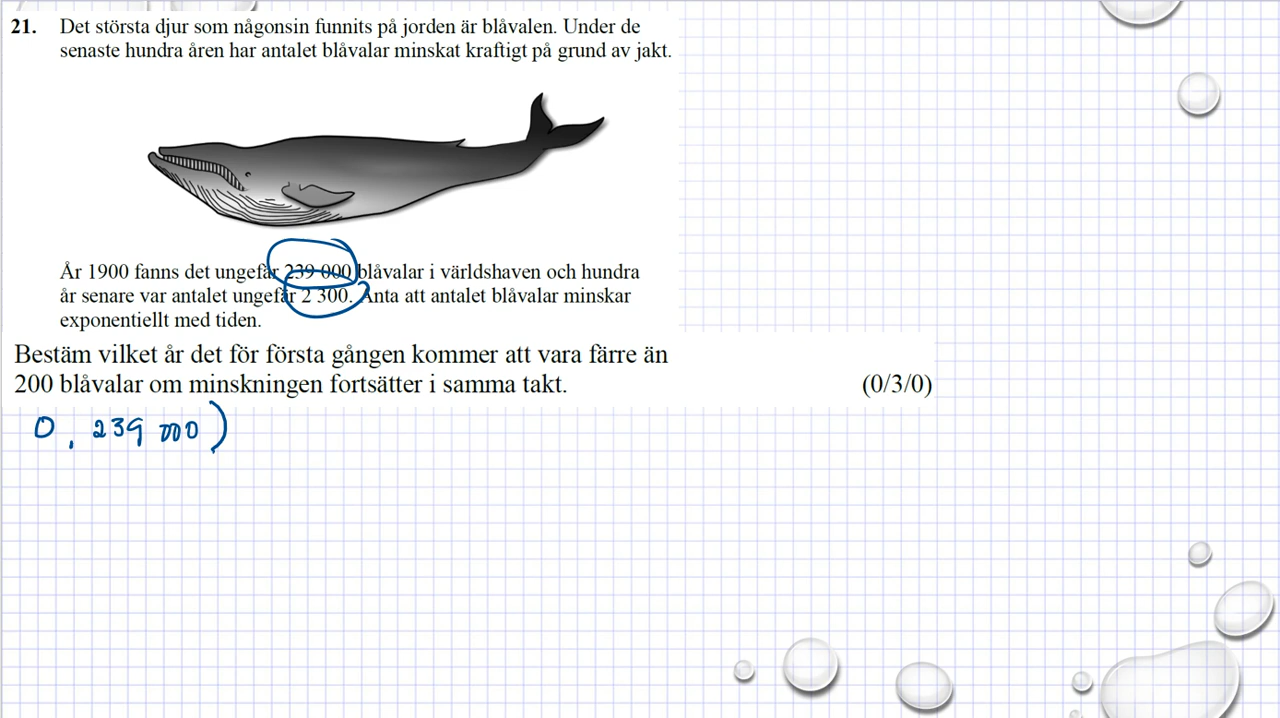 21. Det största djur som någonsin funnits på jorden är blåvalen. Under de
senaste hundra åren har antalet blåvalar minskat kraftigt på grund av jakt.
År 1900 fanns det ungefär 239 000 blåvalar i världshaven och hundra
år senare var antalet ungefär 2 300. Anta att antalet blåvalar minskar
exponentiellt med tiden.
Bestäm vilket år det för första gången kommer att vara färre än
200 blåvalar om minskningen fortsätter i samma takt. (0/3/0)
0, 239 000)